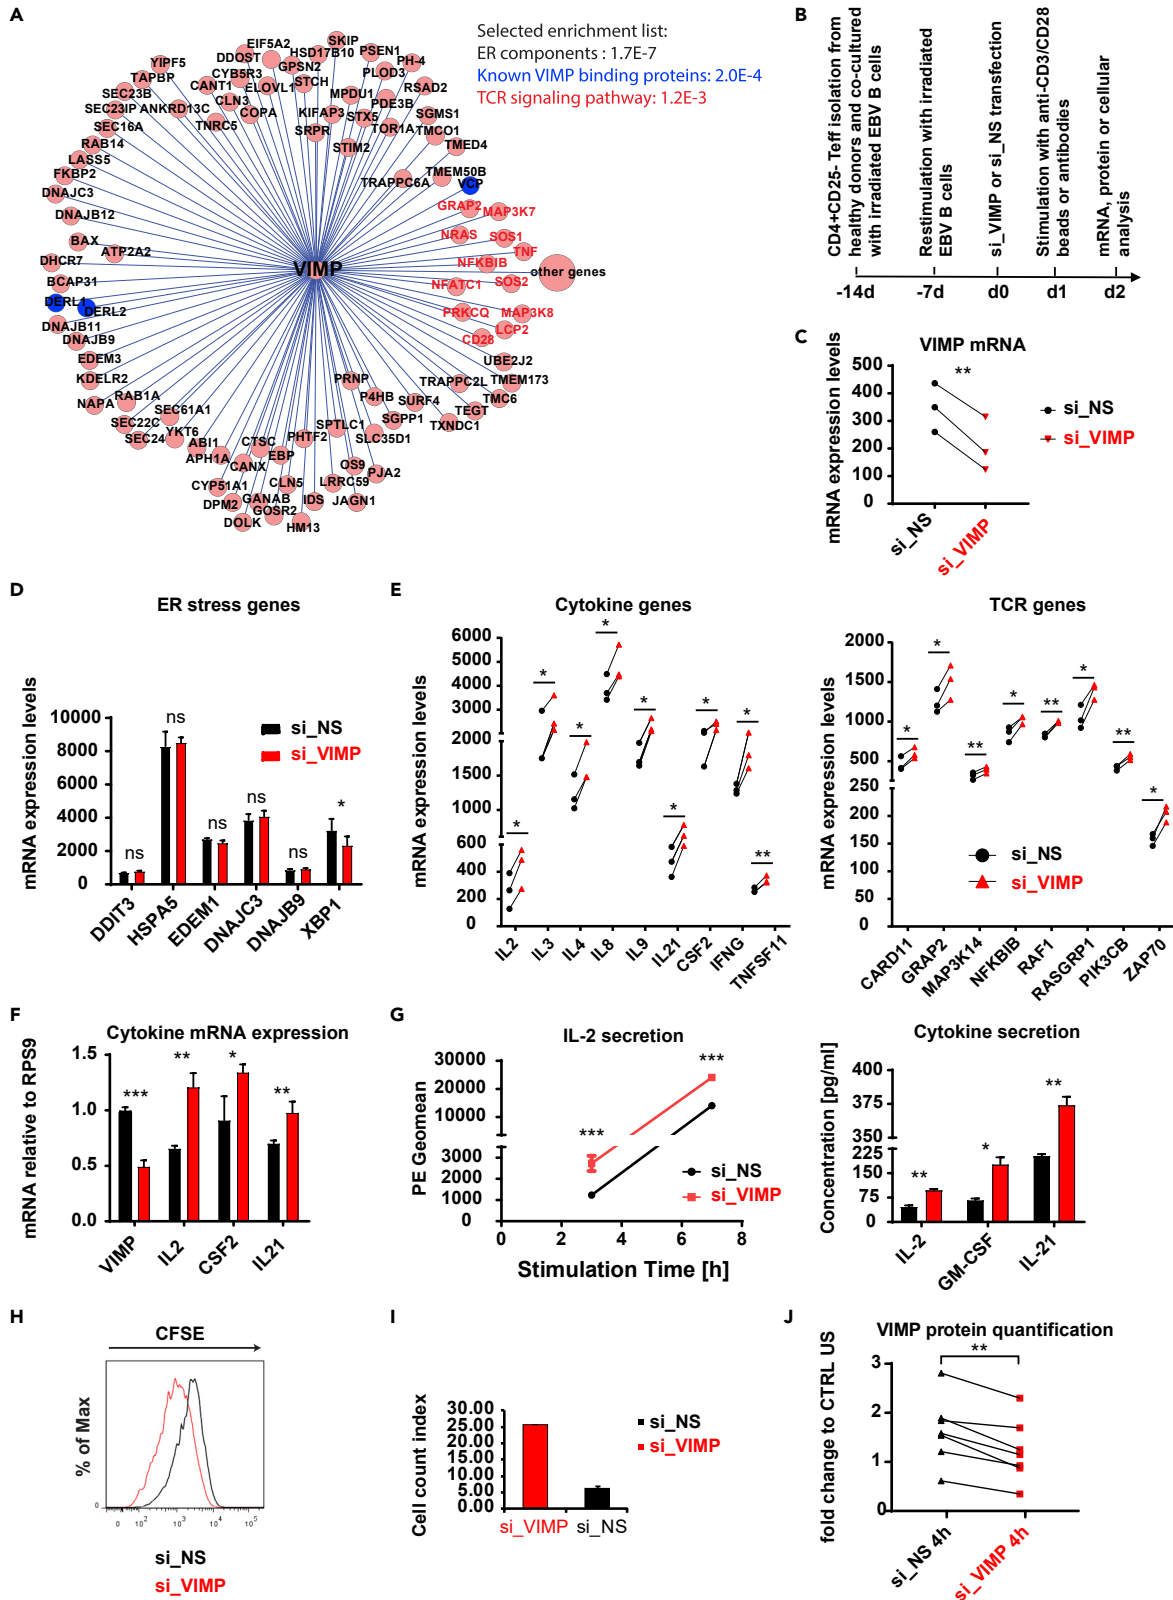 A
Selected enrichment list:
ER components : 1.7E-7
Known VIMP binding proteins: 2.0E-4
TCR signaling pathway: 1.2E-3
SKIP
EIF5A2
HSD17B10
PSEN1
DDOST
GPSN2
PH-4
YIPF5
CYB5R3
STCH
PLOD3
TAPBP
CANT1
ELOVL1
MPDU1
RSAD2
SEC23B
CLN3
PDE3B
SEC23IP
ANKRD13C
COPA
KIFAP3
STX5
SGMS1
SEC16A
TNRC5
SRPR
TOR1A
TMCO1
RAB14
STIM2
TMED4
LASS5
TMEM50B
FKBP2
TRAPPC6A
VCP
DNAJC3
GRAP2
MAP3K7
DNAJB12
NRAS
SOS1
BAX
ATP2A2
TNF
DHCR7
VIMP
NFKBIB
other genes
BCAP31
NFATC1
SOS2
DERL1
DERL2
PRKCQ
MAP3K8
DNAJB11
LCP2
DNAJB9
CD28
EDEM3
UBE2J2
KDELR2
PRNP
TRAPPC2L
TMEM173
NAPA
RAB1A
P4HB
SURF4
TMC6
SEC22C
SEC61A1
SGPP1
TEGT
SEC24
YKT6
SPTLC1
TXNDC1
ABI1
CTSC
PHTF2
SLC35D1
APH1A
EBP
CANX
OS9
PJA2
CYP51A1
CLN5
LRRC59
DPM2
GANAB
IDS
JAGN1
DOLK
GOSR2
HM13
B
CD4+CD25- Teff isolation from
healthy donors and co-cultured
with irradiated EBV B cells
Restimulation with irradiated
EBV B cells
si_VIMP or si_NS transfection
Stimulation with anti-CD3/CD28
beads or antibodies
mRNA, protein or cellular
analysis
-14d -7d d0 d1 d2
C
VIMP mRNA
mRNA expression levels
500
400
300
200
100
0
**
si_NS
si_VIMP
si_NS
si_VIMP
D
ER stress genes
mRNA expression levels
10000
8000
6000
4000
2000
0
ns ns ns ns ns *
si_NS
si_VIMP
DDIT3 HSPA5 EDEM1 DNAJC3 DNAJB9 XBP1
E
Cytokine genes
mRNA expression levels
6000
5000
4000
3000
2000
1500
1000
600
400
200
0
* * * * * * * * **
IL2 IL3 IL4 IL8 IL9 IL21 CSF2 IFNG TNFSF11
TCR genes
mRNA expression levels
2000
1500
1000
500
250
200
150
100
50
0
* * ** * ** * ** *
si_NS
si_VIMP
CARD11 GRAP2 MAP3K14 NFKBIB RAF1 RASGRP1 PIK3CB ZAP70
F
Cytokine mRNA expression
mRNA relative to RPS9
1.5
1.0
0.5
0.0
*** ** * **
VIMP IL2 CSF2 IL21
G
IL-2 secretion
PE Geomean
30000
20000
10000
3000
2000
1000
0
*** ***
si_NS
si_VIMP
0 2 4 6 8
Stimulation Time [h]
Cytokine secretion
Concentration [pg/ml]
400
375
350
225
150
75
0
** * **
IL-2 GM-CSF IL-21
H
CFSE
% of Max
0
0 10² 10³ 10⁴ 10⁵
si_NS
si_VIMP
I
Cell count index
30.00
25.00
20.00
15.00
10.00
5.00
0.00
si_NS
si_VIMP
si_VIMP si_NS
J
VIMP protein quantification
fold change to CTRL US
3
2
1
0
**
si_NS 4h
si_VIMP 4h